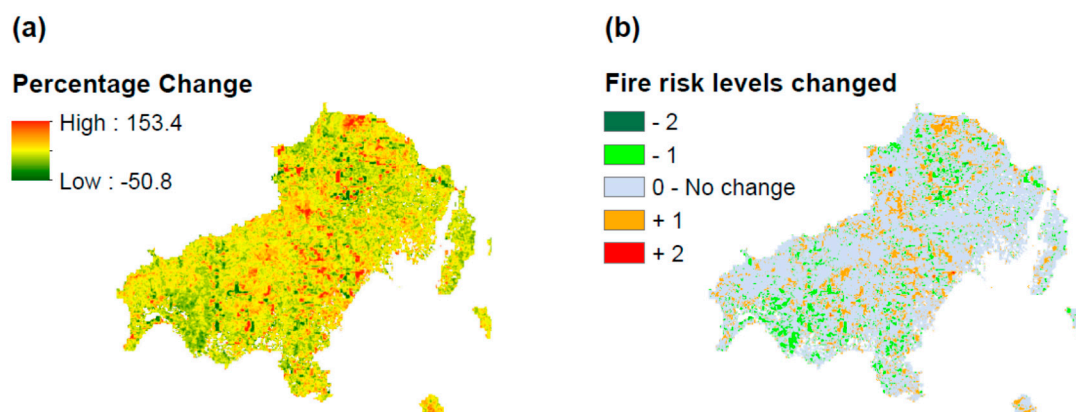 (a)
Percentage Change
High : 153.4
Low : -50.8
(b)
Fire risk levels changed
- 2
- 1
0 - No change
+ 1
+ 2